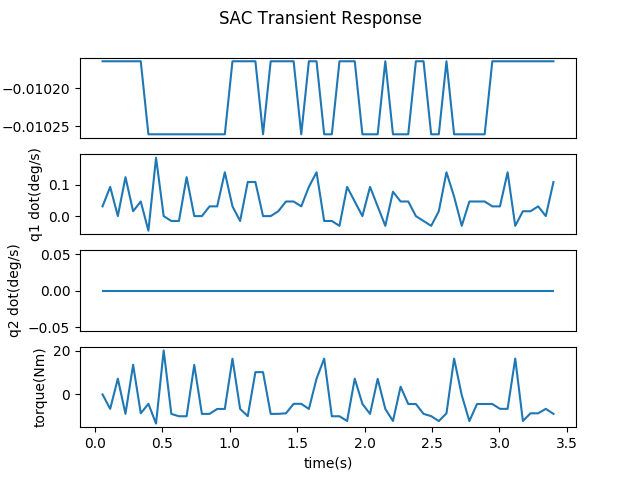 SAC Transient Response
−0.01020
−0.01025
q1 dot(deg/s)
0.1
0.0
q2 dot(deg/s)
0.05
0.00
−0.05
torque(Nm)
20
0
0.0 0.5 1.0 1.5 2.0 2.5 3.0 3.5
time(s)